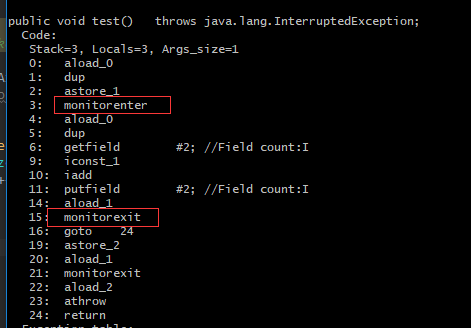 public void test()   throws java.lang.InterruptedException;
Code:
Stack=3, Locals=3, Args_size=1
0:   aload_0
1:   dup
2:   astore_1
3:   monitorenter
4:   aload_0
5:   dup
6:   getfield        #2; //Field count:I
9:   iconst_1
10:  iadd
11:  putfield        #2; //Field count:I
14:  aload_1
15:  monitorexit
16:  goto    24
19:  astore_2
20:  aload_1
21:  monitorexit
22:  aload_2
23:  athrow
24:  return
Exception table: